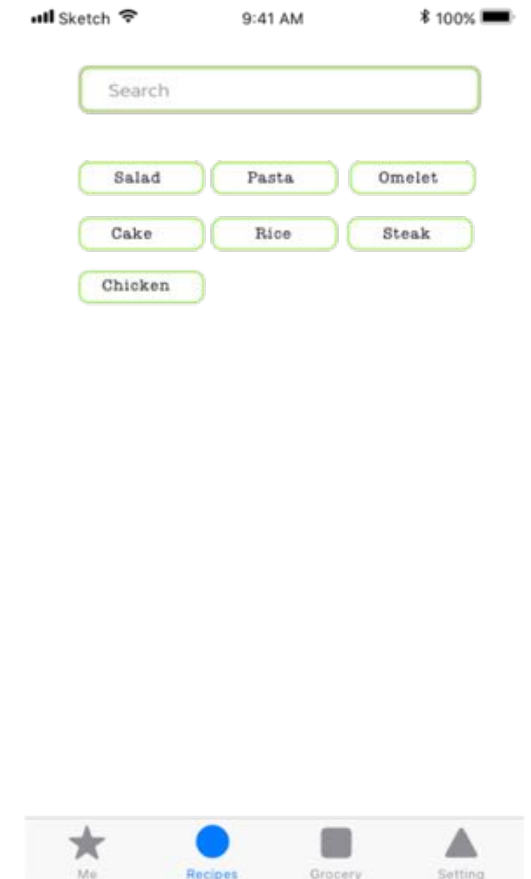 Sketch 9:41 AM 100%
Search
Salad Pasta Omelet
Cake Rice Steak
Chicken
Me Recipes Grocery Setting